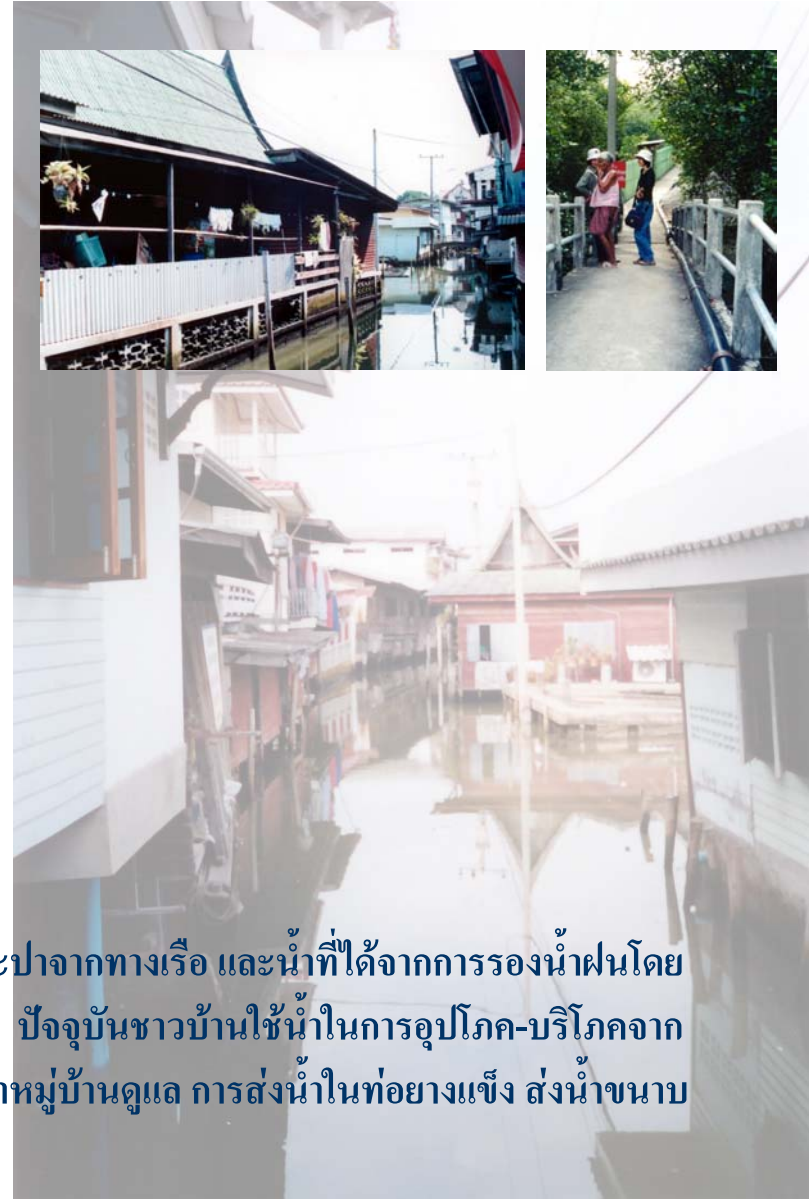 ะปาจากทางเรือ และน้ำที่ได้จากการรองน้ำฝนโดย
ปัจจุบันชาวบ้านใช้น้ำในการอุปโภค-บริโภคจาก
าหมู่บ้านดูแล การส่งน้ำในท่อยางแข็ง ส่งน้ำขนาบ